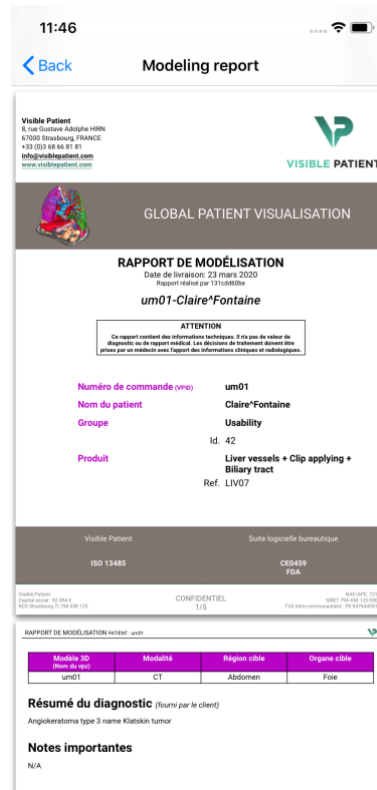 11:46
Back
Modeling report
Visible Patient
8, rue Gustave Adolphe HIRN
67000 Strasbourg, FRANCE
+33 (0)3 68 66 81 81
info@visiblepatient.com
www.visiblepatient.com
VISIBLE PATIENT
GLOBAL PATIENT VISUALISATION
RAPPORT DE MODÉLISATION
Date de livraison: 23 mars 2020
Rapport réalisé par 131cdd60be
um01-Claire^Fontaine
ATTENTION
Ce rapport contient des informations techniques. Il n'a pas de valeur de
diagnostic ou de rapport médical. Les décisions de traitement doivent être
prises par un médecin avec l'apport des informations cliniques et radiologiques.
Numéro de commande (VPID) um01
Nom du patient Claire^Fontaine
Groupe Usability
Id. 42
Produit Liver vessels + Clip applying +
Biliary tract
Ref. LIV07
Visible Patient Suite logicielle bureautique
ISO 13485 CE0459
FDA
Visible Patient
CONFIDENTIEL
1/5
RAPPORT DE MODÉLISATION PATIENT : um01
Modèle 3D Modalité Région cible Organe cible
(Nom du vpz)
um01 CT Abdomen Foie
Résumé du diagnostic (fourni par le client)
Angiokeratoma type 3 name Klatskin tumor
Notes importantes
N/A